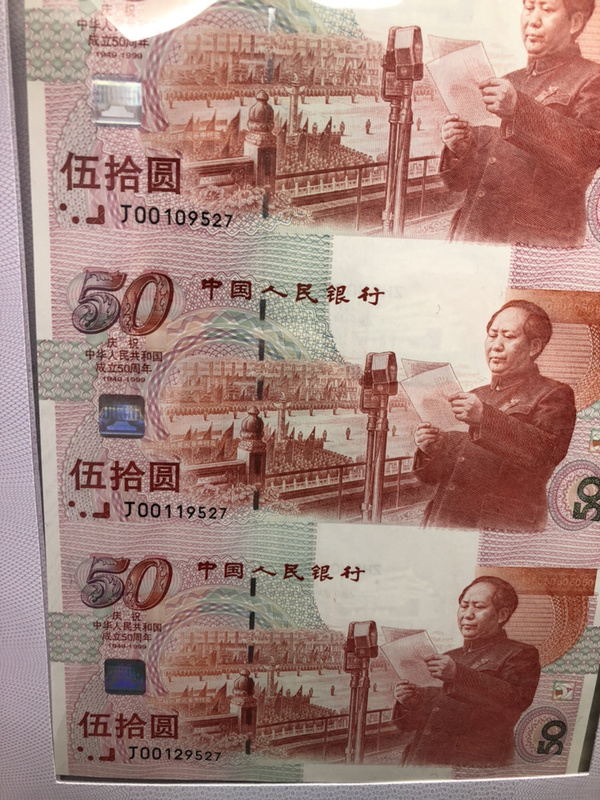 庆祝
中华人民共和国
成立50周年
1949-1999
伍拾圆
J00109527
50
中国人民银行
庆祝
中华人民共和国
成立50周年
1949-1999
伍拾圆
J00119527
50
50
中国人民银行
庆祝
中华人民共和国
成立50周年
1949-1999
伍拾圆
J00129527
50